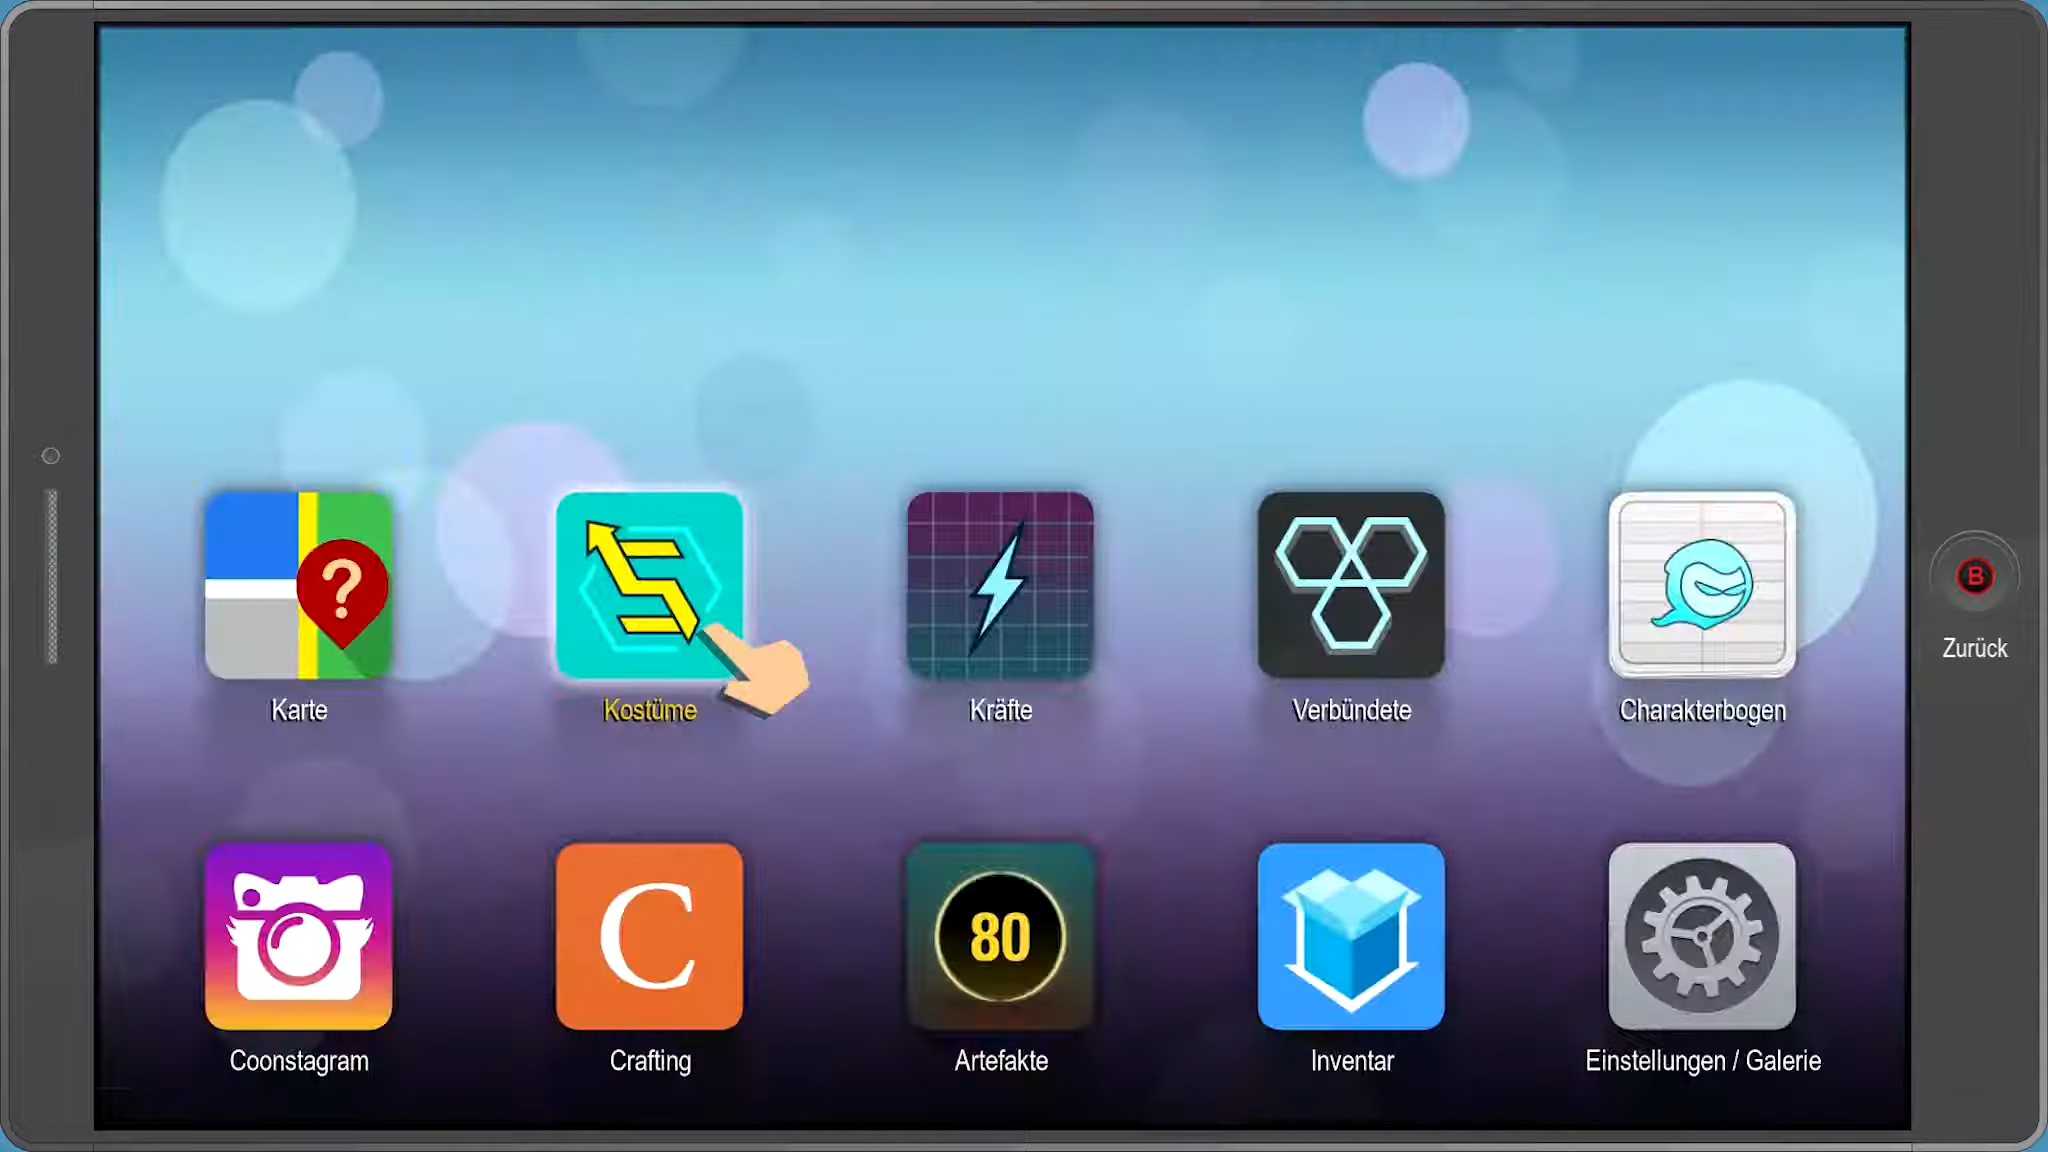 ?
B
Zurück
Karte
Kostüme
Kräfte
Verbündete
Charakterbogen
C
80
Coonstagram
Crafting
Artefakte
Inventar
Einstellungen / Galerie